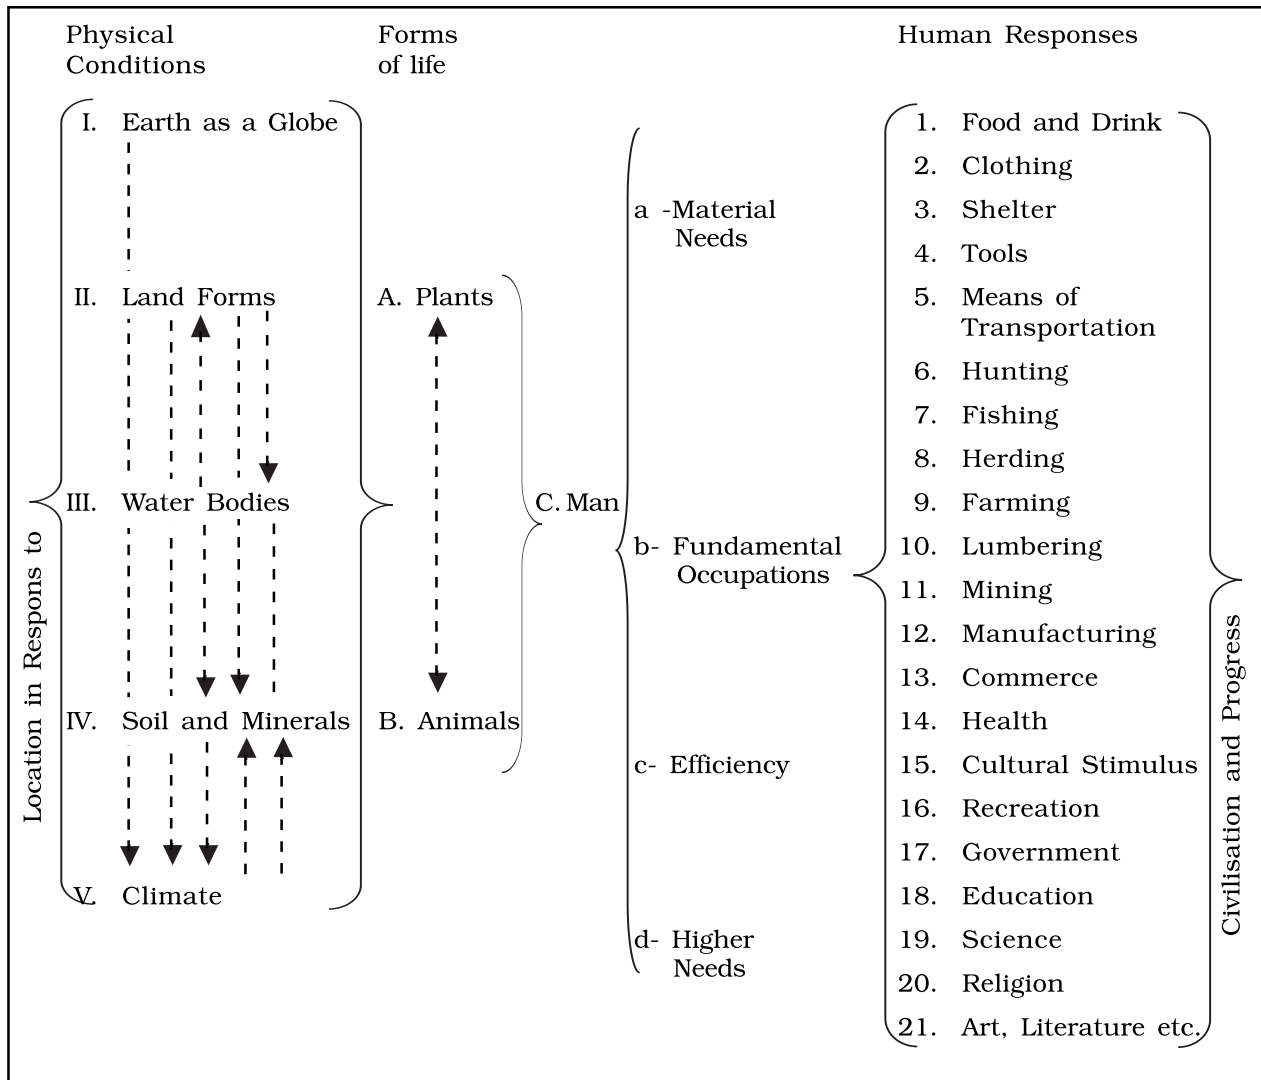 Physical
Conditions
Forms
of life
Human Responses
Location in Respons to
I. Earth as a Globe
II. Land Forms
III. Water Bodies
IV. Soil and Minerals
V. Climate
A. Plants
B. Animals
C. Man
a -Material
Needs
b- Fundamental
Occupations
c- Efficiency
d- Higher
Needs
1. Food and Drink
2. Clothing
3. Shelter
4. Tools
5. Means of
Transportation
6. Hunting
7. Fishing
8. Herding
9. Farming
10. Lumbering
11. Mining
12. Manufacturing
13. Commerce
14. Health
15. Cultural Stimulus
16. Recreation
17. Government
18. Education
19. Science
20. Religion
21. Art, Literature etc.
Civilisation and Progress